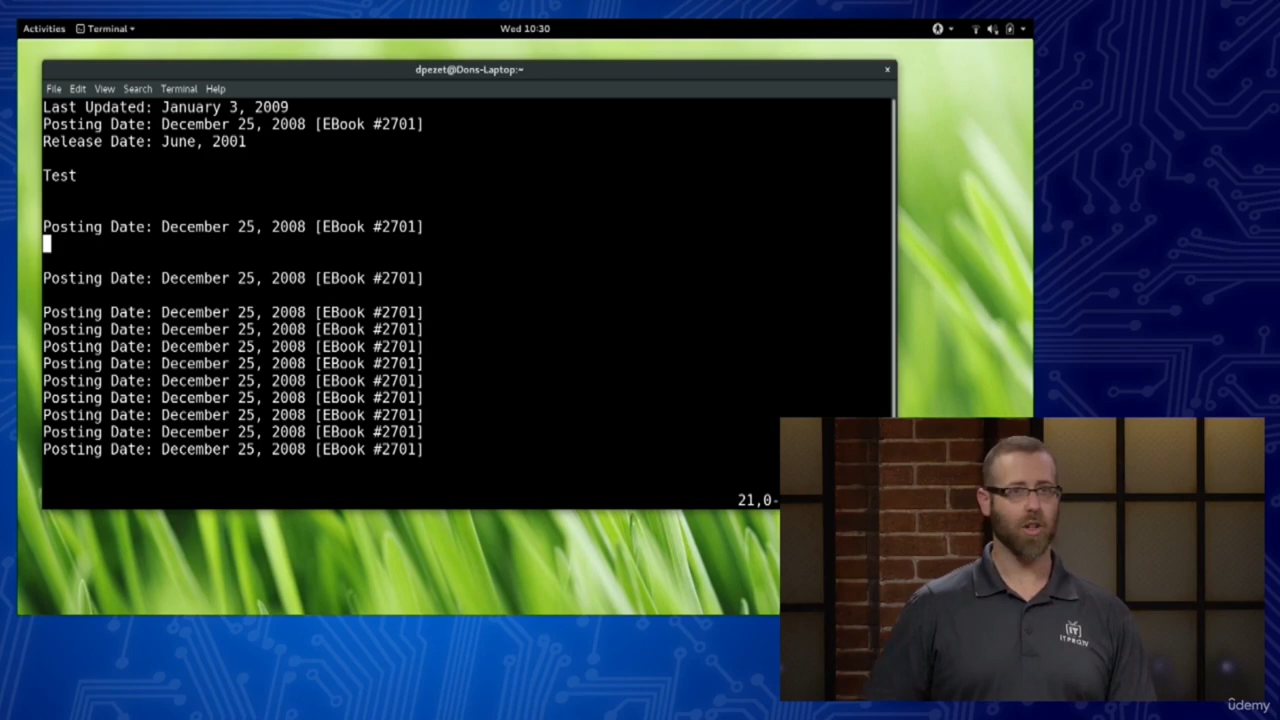 Activities Terminal Wed 10:30
dpezet@Dons-Laptop:~ ×
File Edit View Search Terminal Help
Last Updated: January 3, 2009
Posting Date: December 25, 2008 [EBook #2701]
Release Date: June, 2001
Test
Posting Date: December 25, 2008 [EBook #2701]
Posting Date: December 25, 2008 [EBook #2701]
Posting Date: December 25, 2008 [EBook #2701]
Posting Date: December 25, 2008 [EBook #2701]
Posting Date: December 25, 2008 [EBook #2701]
Posting Date: December 25, 2008 [EBook #2701]
Posting Date: December 25, 2008 [EBook #2701]
Posting Date: December 25, 2008 [EBook #2701]
Posting Date: December 25, 2008 [EBook #2701]
Posting Date: December 25, 2008 [EBook #2701]
Posting Date: December 25, 2008 [EBook #2701]
21,0-
IT
ITPRO.TV
ûdemy